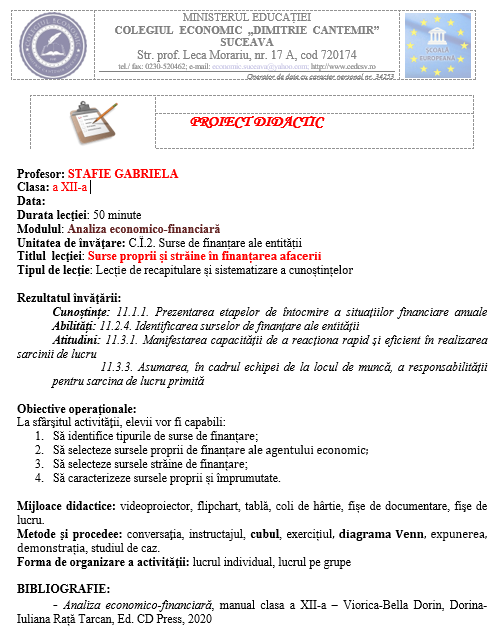 MINISTERUL EDUCAȚIEI
COLEGIUL ECONOMIC „DIMITRIE CANTEMIR”
SUCEAVA
Str. prof. Leca Morariu, nr. 17 A, cod 720174
tel./ fax: 0230-520462; e-mail: economic.suceava@yahoo.com; http://www.cedcsv.ro
Operator de date cu caracter personal nr. 34253
ȘCOALĂ
EUROPEANĂ
PROIECT DIDACTIC
Profesor: STAFIE GABRIELA
Clasa: a XII-a
Data:
Durata lecției: 50 minute
Modulul: Analiza economico-financiară
Unitatea de învățare: C.Î.2. Surse de finanțare ale entității
Titlul lecției: Surse proprii și străine în finanțarea afacerii
Tipul de lecție: Lecție de recapitulare și sistematizare a cunoștințelor
Rezultatul învățării:
Cunoștințe: 11.1.1. Prezentarea etapelor de întocmire a situațiilor financiare anuale
Abilități: 11.2.4. Identificarea surselor de finanțare ale entității
Atitudini: 11.3.1. Manifestarea capacității de a reacționa rapid și eficient în realizarea
sarcinii de lucru
11.3.3. Asumarea, în cadrul echipei de la locul de muncă, a responsabilității
pentru sarcina de lucru primită
Obiective operaționale:
La sfârșitul activității, elevii vor fi capabili:
1. Să identifice tipurile de surse de finanțare;
2. Să selecteze sursele proprii de finanțare ale agentului economic;
3. Să selecteze sursele străine de finanțare;
4. Să caracterizeze sursele proprii și împrumutate.
Mijloace didactice: videoproiector, flipchart, tablă, coli de hârtie, fișe de documentare, fișe de
lucru.
Metode și procedee: conversația, instructajul, cubul, exercițiul, diagrama Venn, expunerea,
demonstrația, studiul de caz.
Forma de organizare a activității: lucrul individual, lucrul pe grupe
BIBLIOGRAFIE:
- Analiza economico-financiară, manual clasa a XII-a – Viorica-Bella Dorin, Dorina-
Iuliana Rață Tarcan, Ed. CD Press, 2020